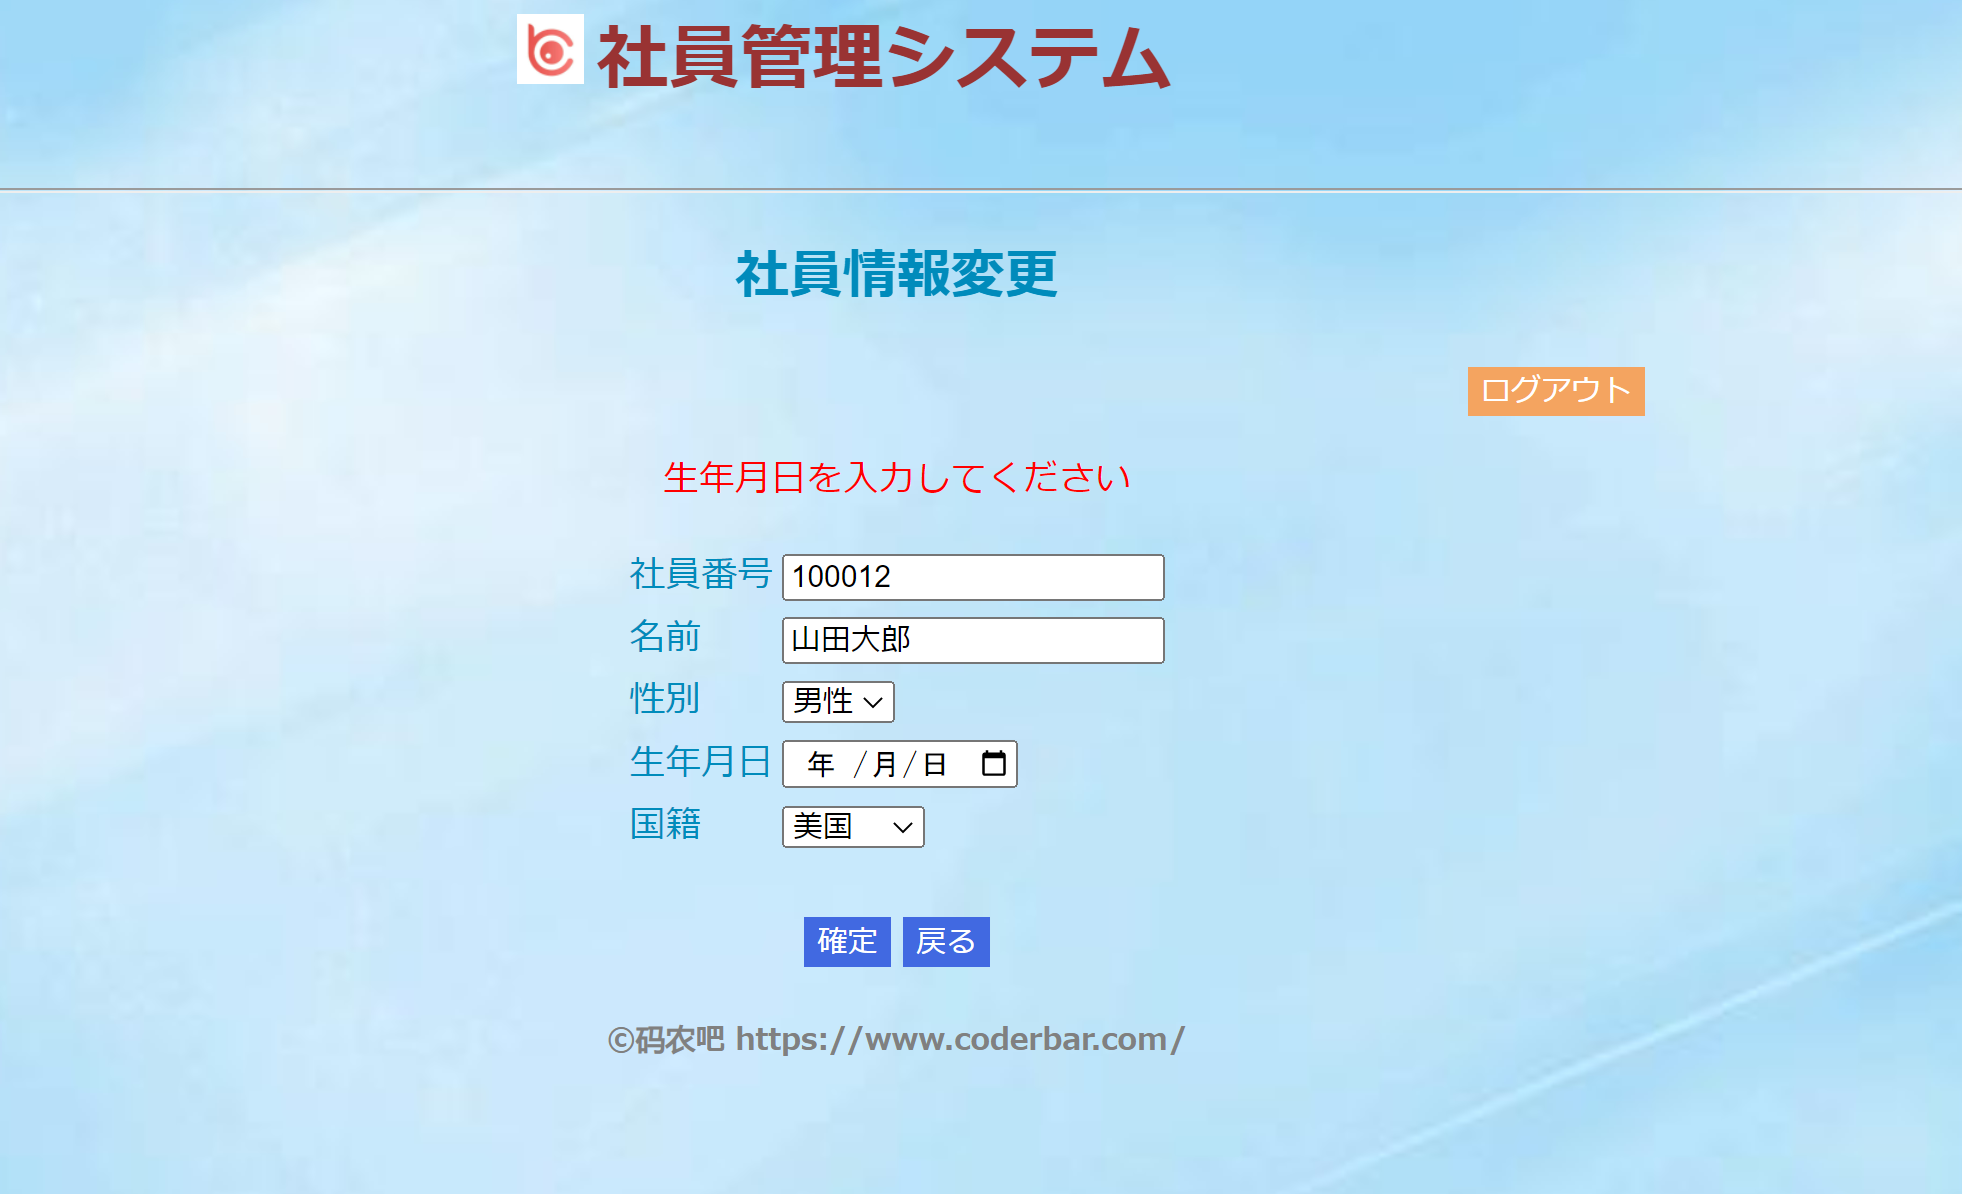 社員管理システム
社員情報変更
ログアウト
生年月日を入力してください
社員番号 100012
名前 山田大郎
性別 男性
生年月日 年 /月/日
国籍 美国
確定 戻る
©码农吧 https://www.coderbar.com/